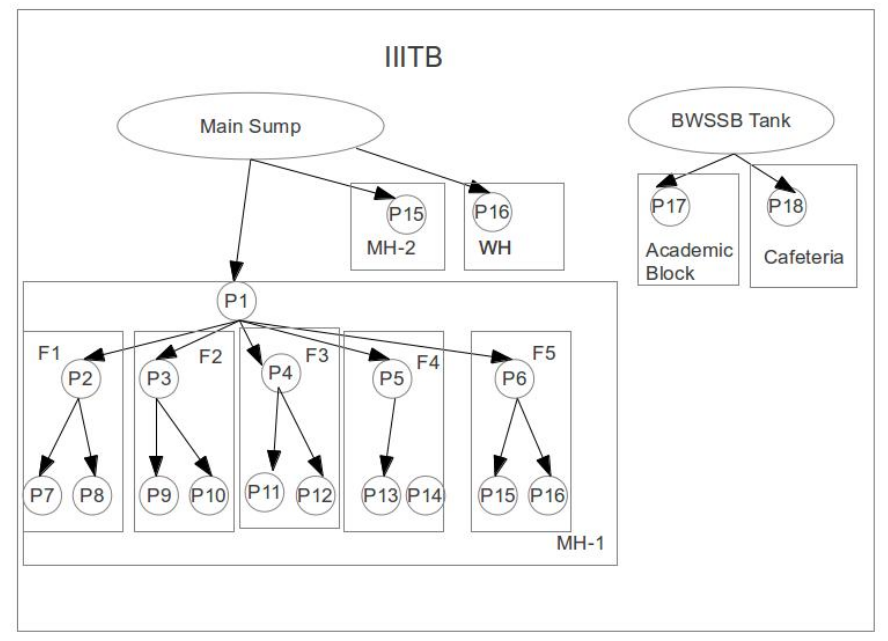 IIITB
Main Sump
BWSSB Tank
P15
MH-2
P16
WH
P17
Academic
Block
P18
Cafeteria
P1
F1
P2
F2
P3
F3
P4
F4
P5
F5
P6
P7
P8
P9
P10
P11
P12
P13
P14
P15
P16
MH-1